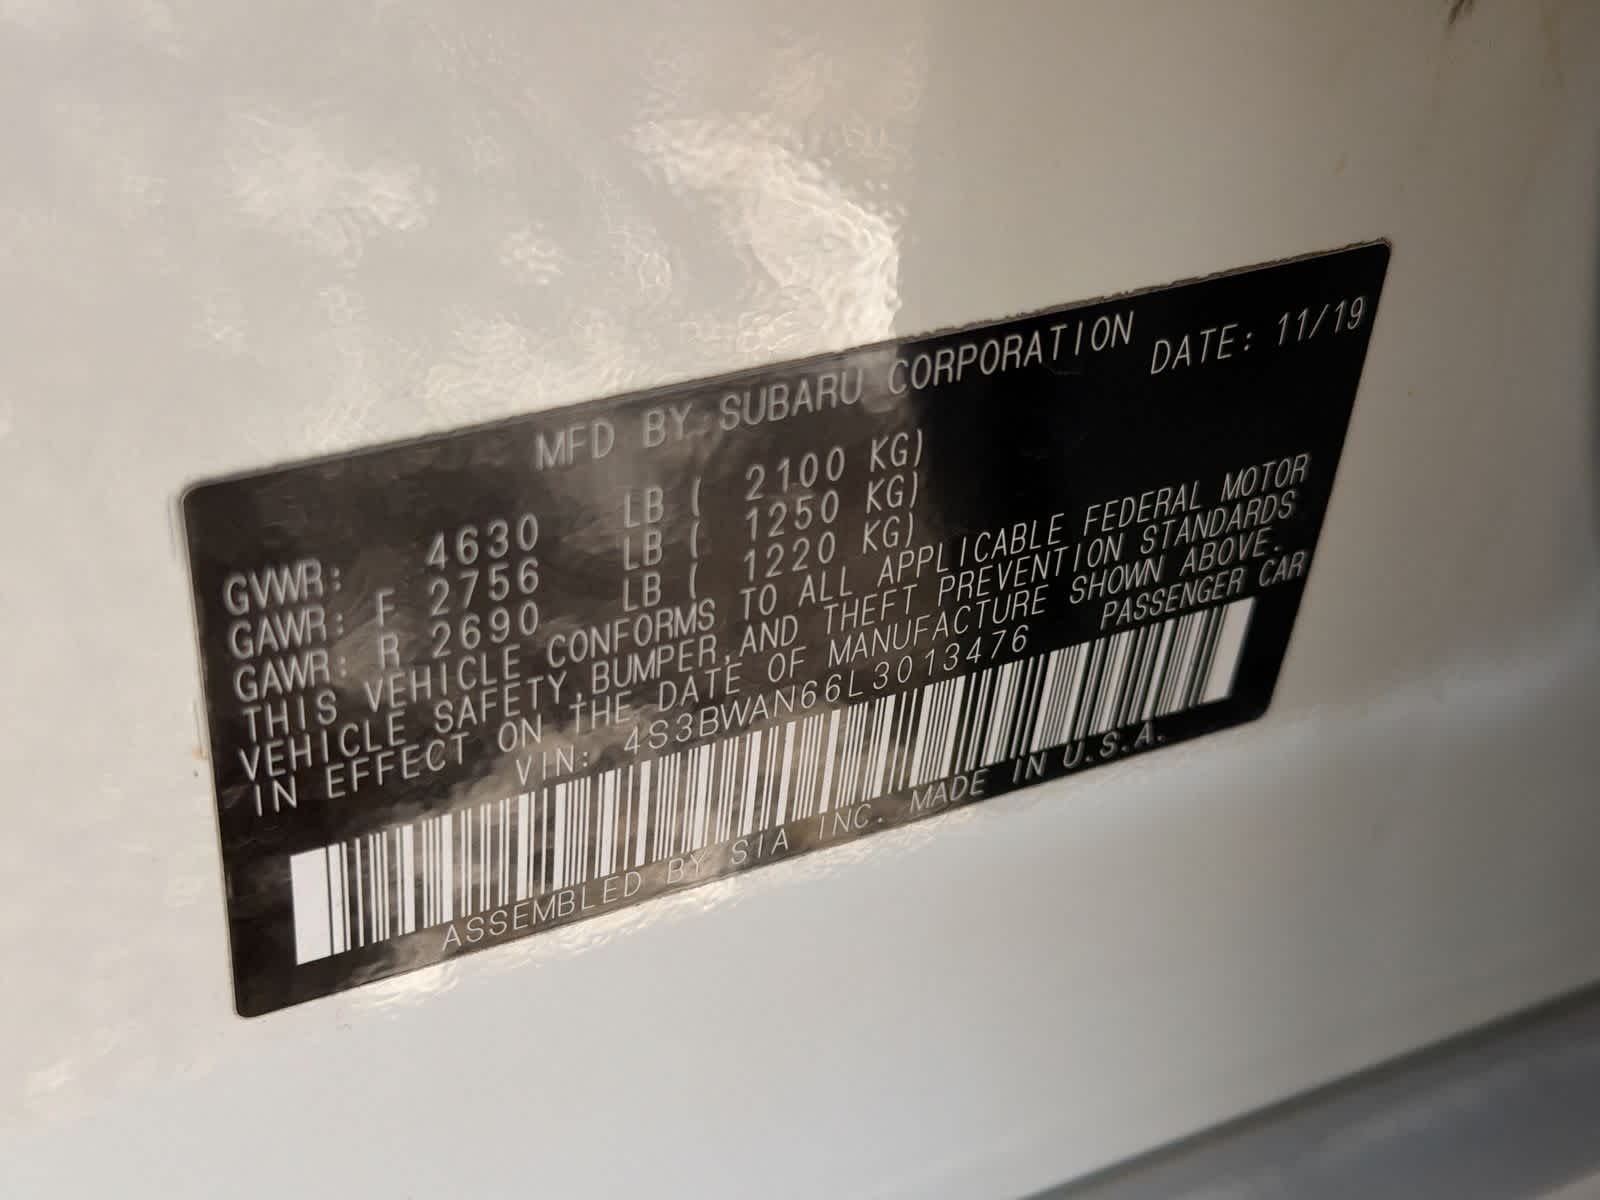 MFD BY SUBARU CORPORATION DATE: 11/19
GVWR: 4630 LB ( 2100 KG)
GAWR: F 2756 LB ( 1250 KG)
GAWR: R 2690 LB ( 1220 KG)
THIS VEHICLE CONFORMS TO ALL APPLICABLE FEDERAL MOTOR
VEHICLE SAFETY,BUMPER,AND THEFT PREVENTION STANDARDS
IN EFFECT ON THE DATE OF MANUFACTURE SHOWN ABOVE.
VIN: 4S3BWAN66L3013476 PASSENGER CAR
ASSEMBLED BY SIA INC. MADE IN U.S.A.